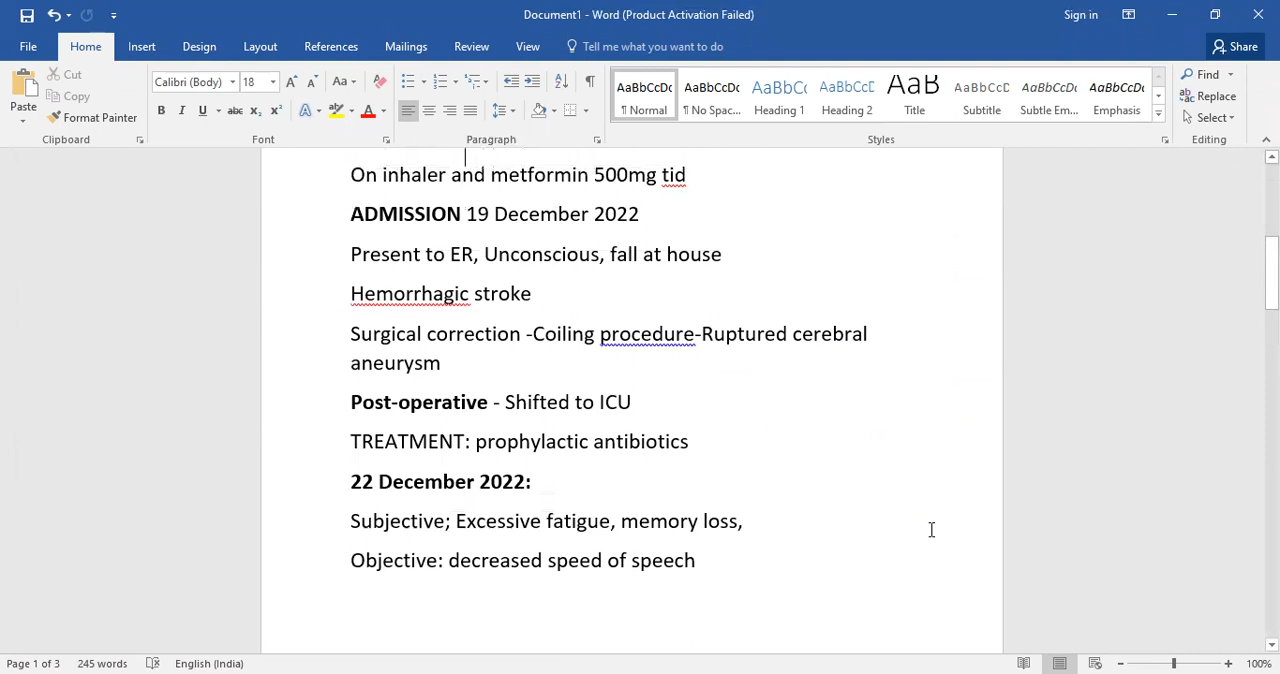 Document1 - Word (Product Activation Failed)
Sign in
File Home Insert Design Layout References Mailings Review View Tell me what you want to do Share
Paste
Cut
Copy
Format Painter
Clipboard
Calibri (Body) 18
Font
Paragraph
AaBbCcDc AaBbCcDc AaBbCc AaBbCcE AaB AaBbCcD AaBbCcDc AaBbCcDc
¶ Normal ¶ No Spac... Heading 1 Heading 2 Title Subtitle Subtle Em... Emphasis
Styles
Find
Replace
Select
Editing
On inhaler and metformin 500mg tid
ADMISSION 19 December 2022
Present to ER, Unconscious, fall at house
Hemorrhagic stroke
Surgical correction -Coiling procedure-Ruptured cerebral
aneurysm
Post-operative - Shifted to ICU
TREATMENT: prophylactic antibiotics
22 December 2022:
Subjective; Excessive fatigue, memory loss,
Objective: decreased speed of speech
Page 1 of 3 245 words English (India) 100%